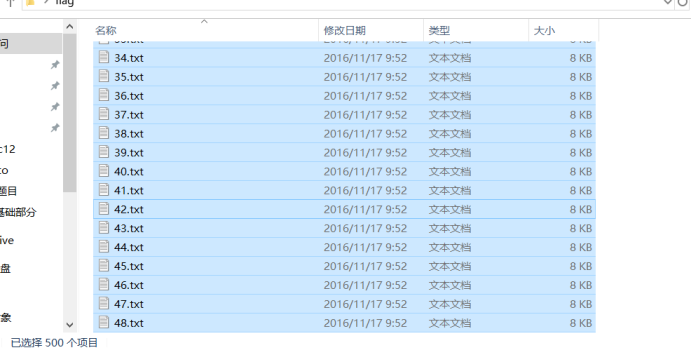 flag
问 名称 修改日期 类型 大小
34.txt 2016/11/17 9:52 文本文档 8 KB
35.txt 2016/11/17 9:52 文本文档 8 KB
36.txt 2016/11/17 9:52 文本文档 8 KB
37.txt 2016/11/17 9:52 文本文档 8 KB
38.txt 2016/11/17 9:52 文本文档 8 KB
c12 39.txt 2016/11/17 9:52 文本文档 8 KB
to 40.txt 2016/11/17 9:52 文本文档 8 KB
题目 41.txt 2016/11/17 9:52 文本文档 8 KB
基础部分 42.txt 2016/11/17 9:52 文本文档 8 KB
43.txt 2016/11/17 9:52 文本文档 8 KB
ive 44.txt 2016/11/17 9:52 文本文档 8 KB
盘 45.txt 2016/11/17 9:52 文本文档 8 KB
46.txt 2016/11/17 9:52 文本文档 8 KB
47.txt 2016/11/17 9:52 文本文档 8 KB
象 48.txt 2016/11/17 9:52 文本文档 8 KB
已选择 500 个项目